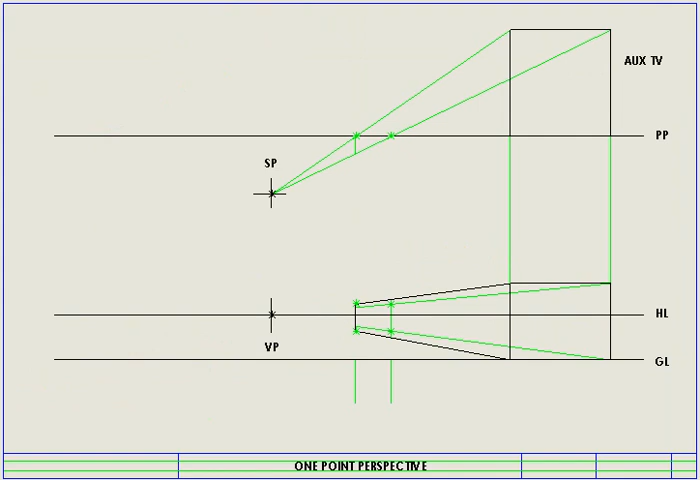 AUX TV
PP
SP
HL
VP
GL
ONE POINT PERSPECTIVE